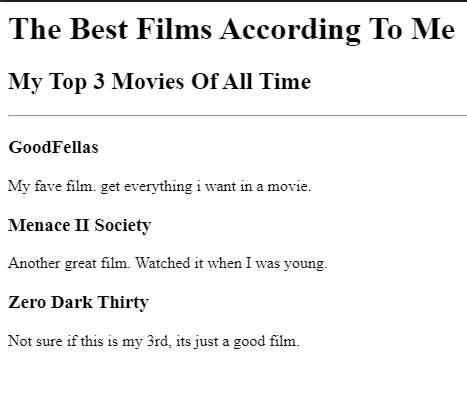 The Best Films According To Me
My Top 3 Movies Of All Time
GoodFellas
My fave film. get everything i want in a movie.
Menace II Society
Another great film. Watched it when I was young.
Zero Dark Thirty
Not sure if this is my 3rd, its just a good film.